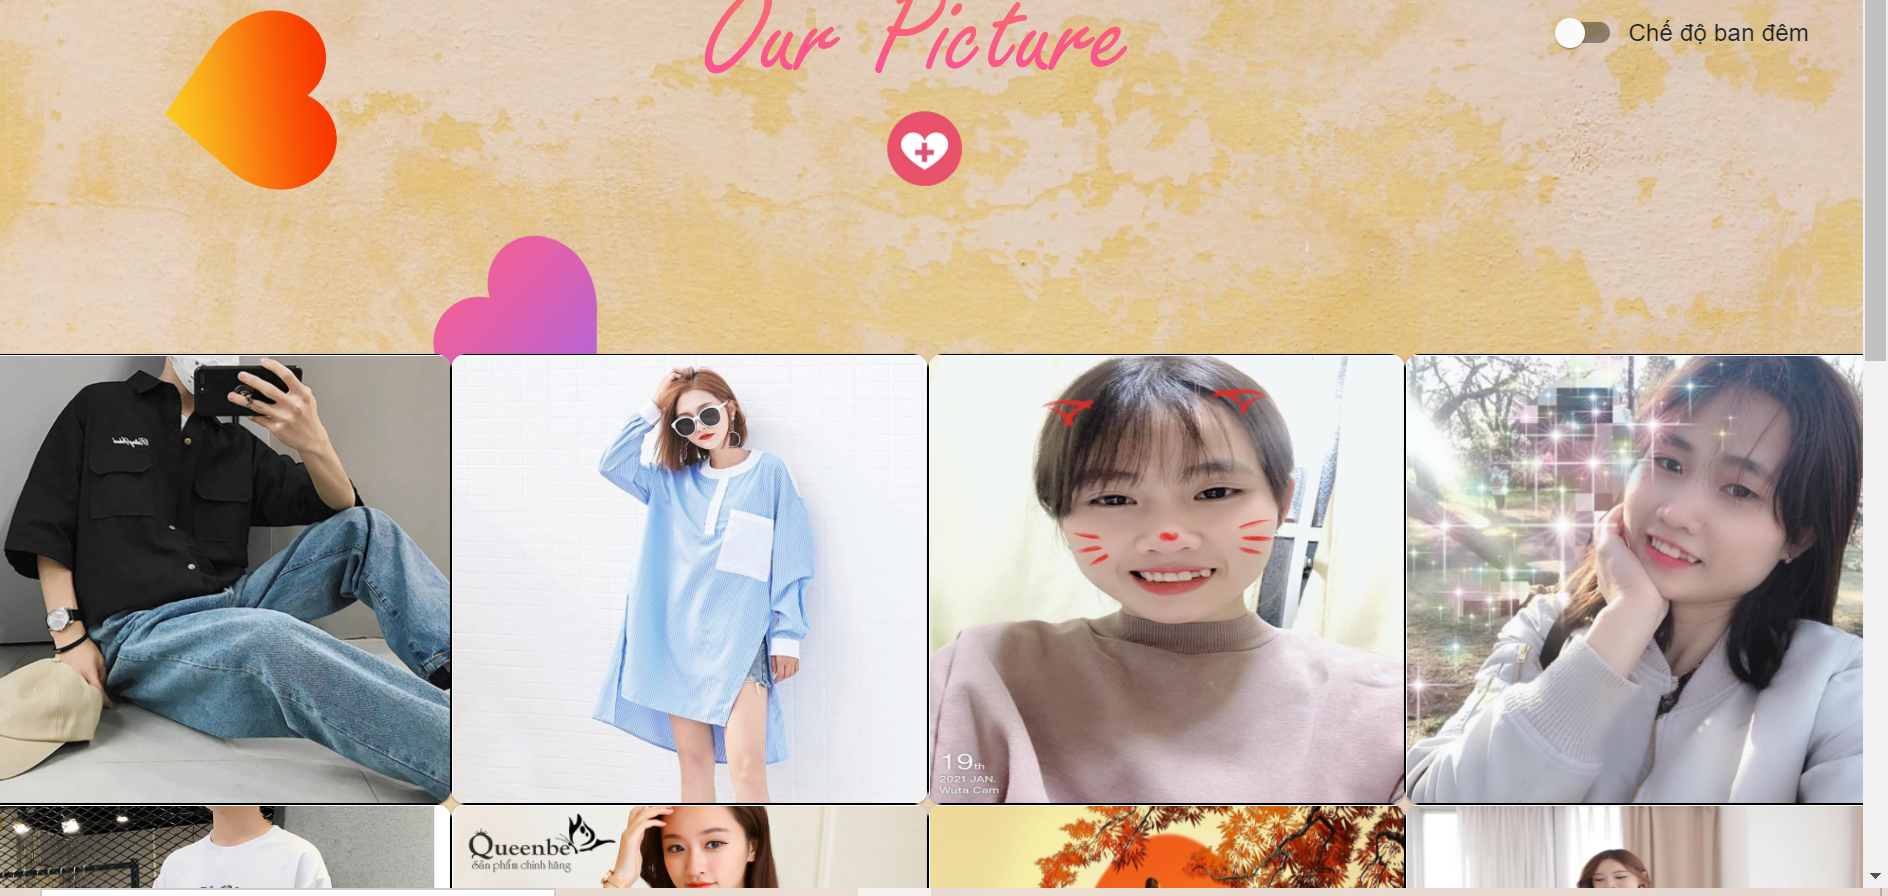 Our Picture
Chế độ ban đêm
19th
2021 JAN.
Wuta Cam
Queenbe
Sản phẩm chính hãng